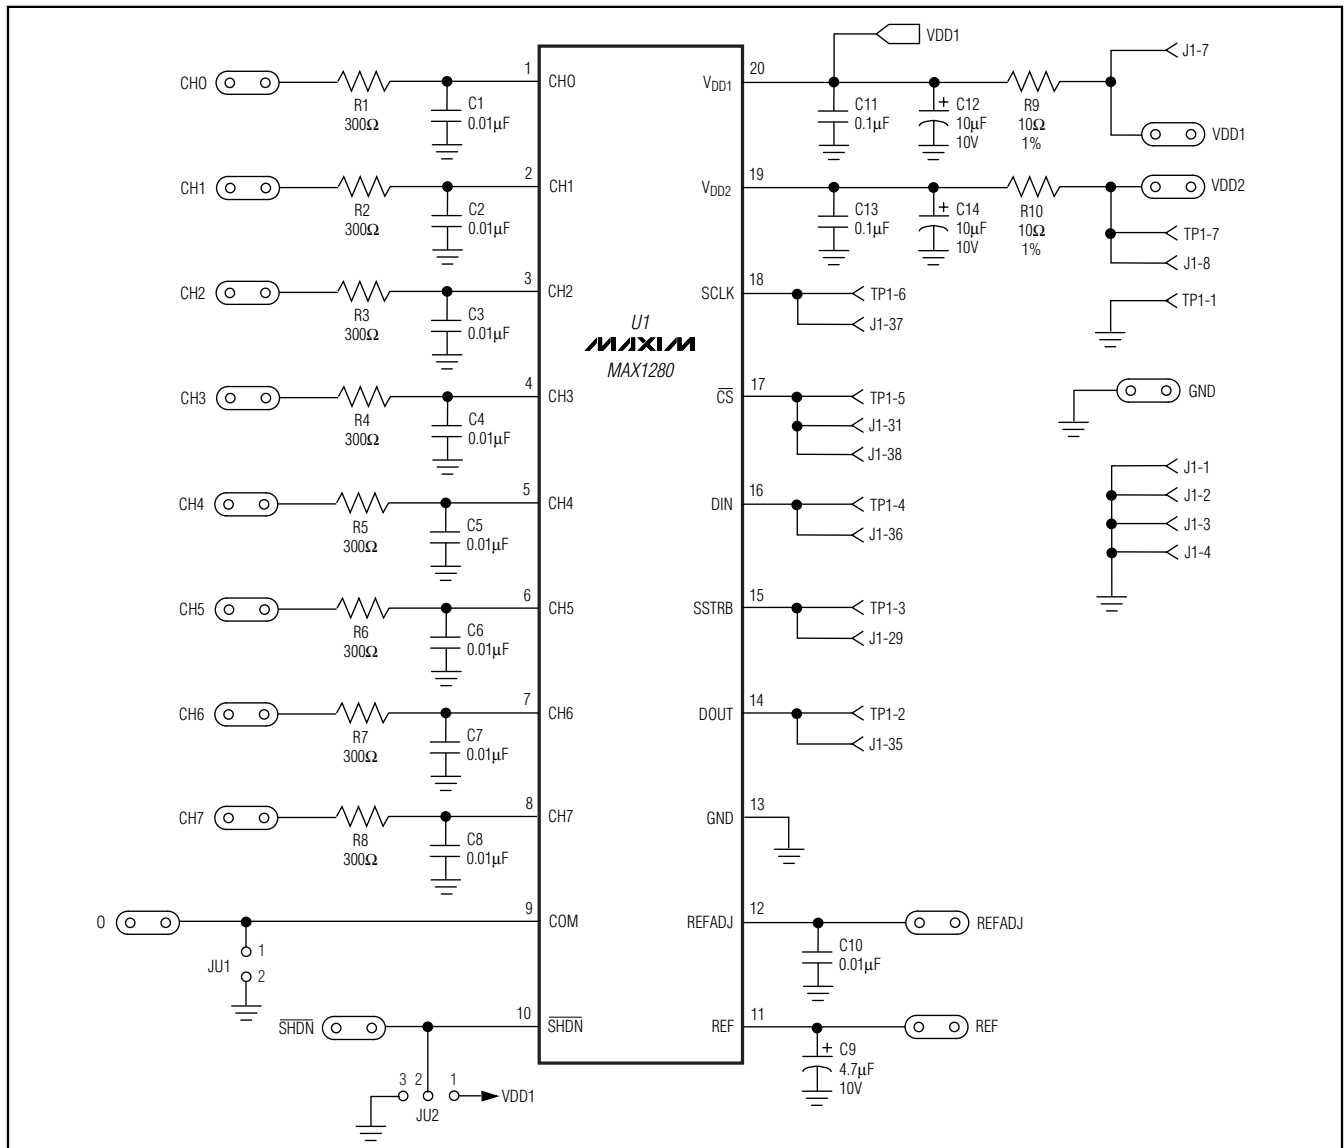 CH0
R1
300Ω
C1
0.01µF
1
CH0
CH1
R2
300Ω
C2
0.01µF
2
CH1
CH2
R3
300Ω
C3
0.01µF
3
CH2
CH3
R4
300Ω
C4
0.01µF
4
CH3
CH4
R5
300Ω
C5
0.01µF
5
CH4
CH5
R6
300Ω
C6
0.01µF
6
CH5
CH6
R7
300Ω
C7
0.01µF
7
CH6
CH7
R8
300Ω
C8
0.01µF
8
CH7
0
9
COM
JU1
1
2
SHDN
10
SHDN
3 2 1
VDD1
JU2
U1
MAXIM
MAX1280
VDD1
VDD1
20
C11
0.1µF
+
C12
10µF
10V
R9
10Ω
1%
J1-7
VDD1
VDD2
19
C13
0.1µF
+
C14
10µF
10V
R10
10Ω
1%
VDD2
TP1-7
J1-8
TP1-1
GND
J1-1
J1-2
J1-3
J1-4
SCLK
18
TP1-6
J1-37
CS
17
TP1-5
J1-31
J1-38
DIN
16
TP1-4
J1-36
SSTRB
15
TP1-3
J1-29
DOUT
14
TP1-2
J1-35
GND
13
REFADJ
12
C10
0.01µF
REFADJ
REF
11
+
C9
4.7µF
10V
REF